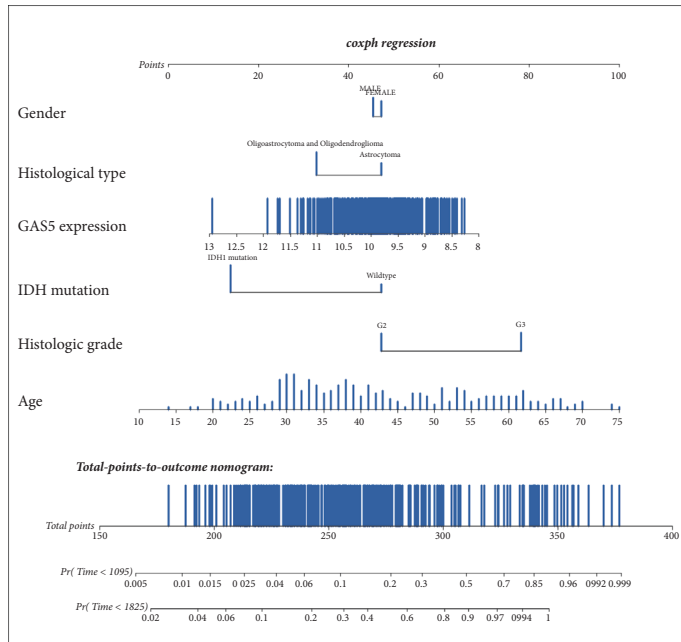 coxph regression
Points 0 20 40 60 80 100
MALE
FEMALE
Gender
Oligoastrocytoma and Oligodendroglioma
Astrocytoma
Histological type
GAS5 expression
13 12.5 12 11.5 11 10.5 10 9.5 9 8.5 8
IDH1 mutation
Wildtype
IDH mutation
G2 G3
Histologic grade
Age
10 15 20 25 30 35 40 45 50 55 60 65 70 75
Total-points-to-outcome nomogram:
Total points
150 200 250 300 350 400
Pr( Time < 1095)
0.005 0.01 0.015 0 025 0.04 0.06 0.1 0.2 0.3 0.5 0.7 0.85 0.96 0992 0.999
Pr( Time < 1825)
0.02 0.04 0.06 0.1 0.2 0.3 0.4 0.6 0.8 0.9 0.97 0994 1